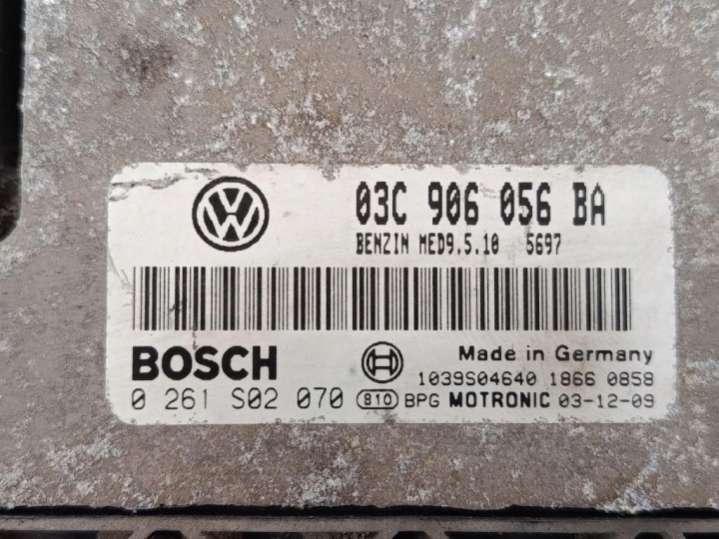 03C 906 056 BA
BENZIN MED9.5.10 5697
BOSCH
Made in Germany
1039S04640 1866 0858
0 261 S02 070 810 BPG MOTRONIC 03-12-09